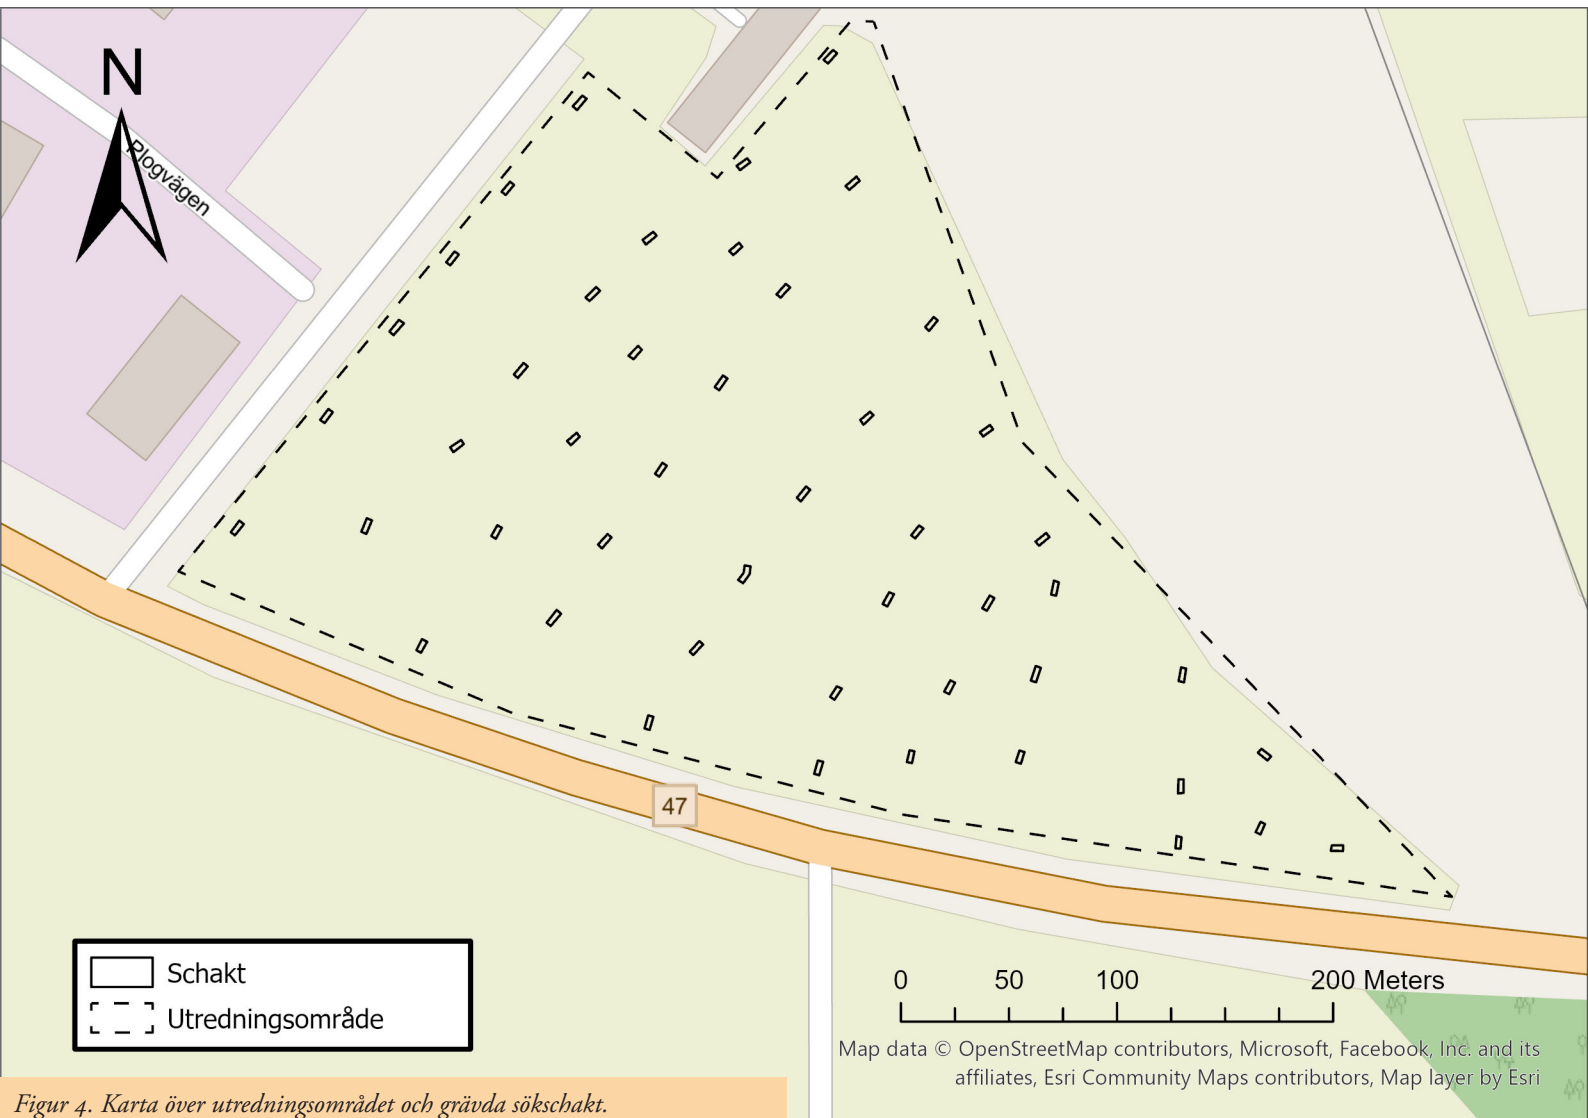 N
Plogvägen
47
Schakt
Utredningsområde
0 50 100 200 Meters
Map data © OpenStreetMap contributors, Microsoft, Facebook, Inc. and its
affiliates, Esri Community Maps contributors, Map layer by Esri
Figur 4. Karta över utredningsområdet och grävda sökschakt.